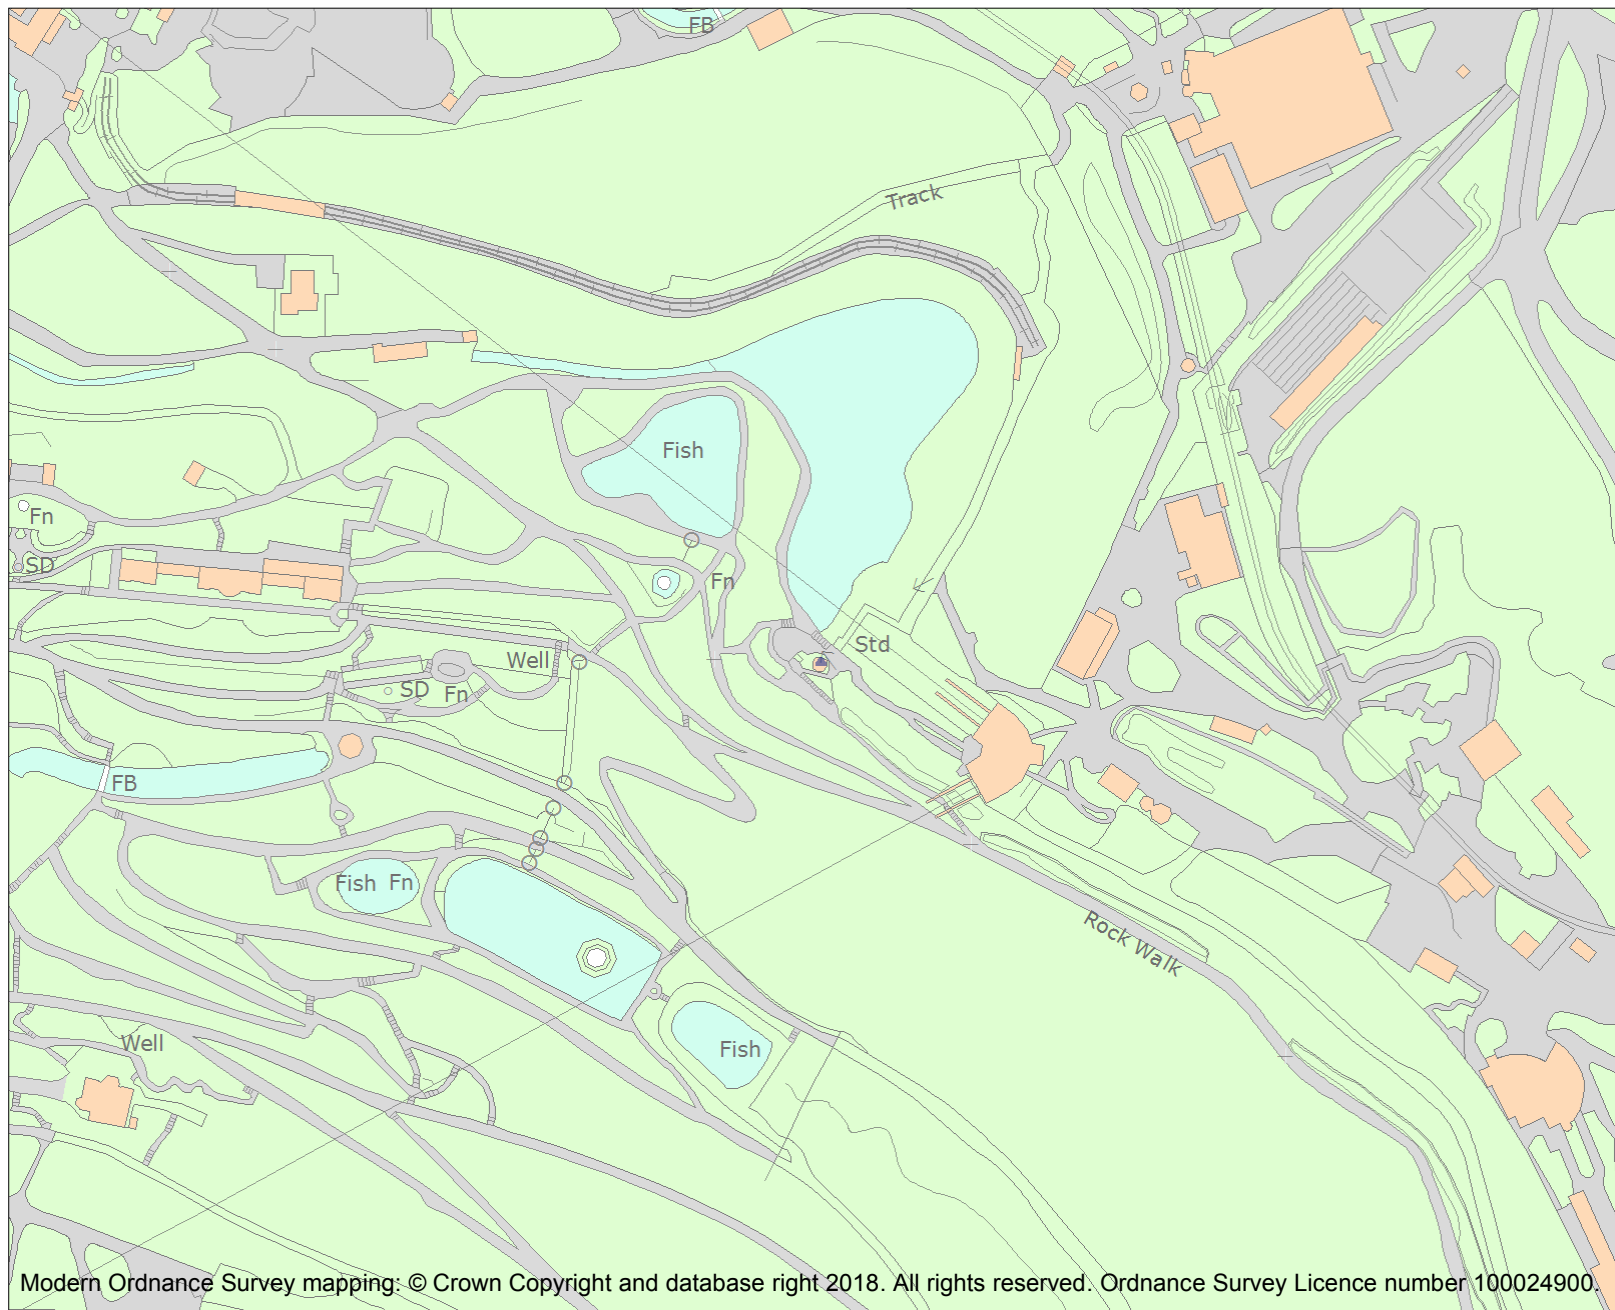 FB
Track
Fish
Fn
SD
Fn
Std
Well
SD
Fn
FB
Fish Fn
Rock Walk
Well
Fish
Modern Ordnance Survey mapping: © Crown Copyright and database right 2018. All rights reserved. Ordnance Survey Licence number 100024900.